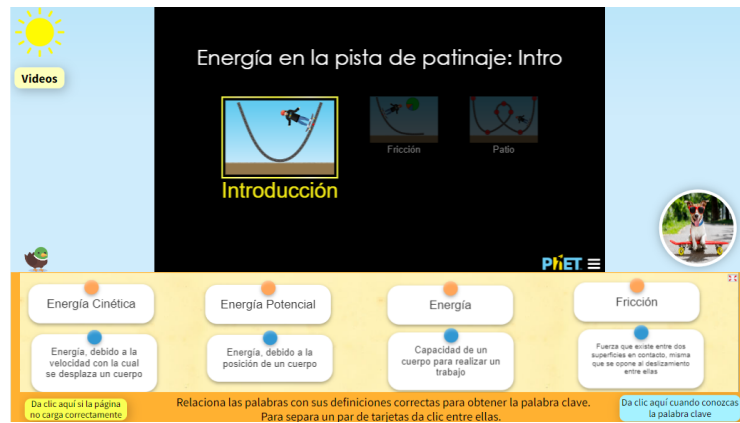 Energía en la pista de patinaje: Intro
Videos
Fricción
Patio
Introducción
PhET
Energía Cinética
Energía Potencial
Energía
Fricción
Energía, debido a la
velocidad con la cual
se desplaza un cuerpo
Energía, debido a la
posición de un cuerpo
Capacidad de un
cuerpo para realizar un
trabajo
Fuerza que existe entre dos
superficies en contacto, misma
que se opone al deslizamiento
entre ellas
Da clic aquí si la página
no carga correctamente
Relaciona las palabras con sus definiciones correctas para obtener la palabra clave.
Para separa un par de tarjetas da clic entre ellas.
Da clic aquí cuando conozcas
la palabra clave